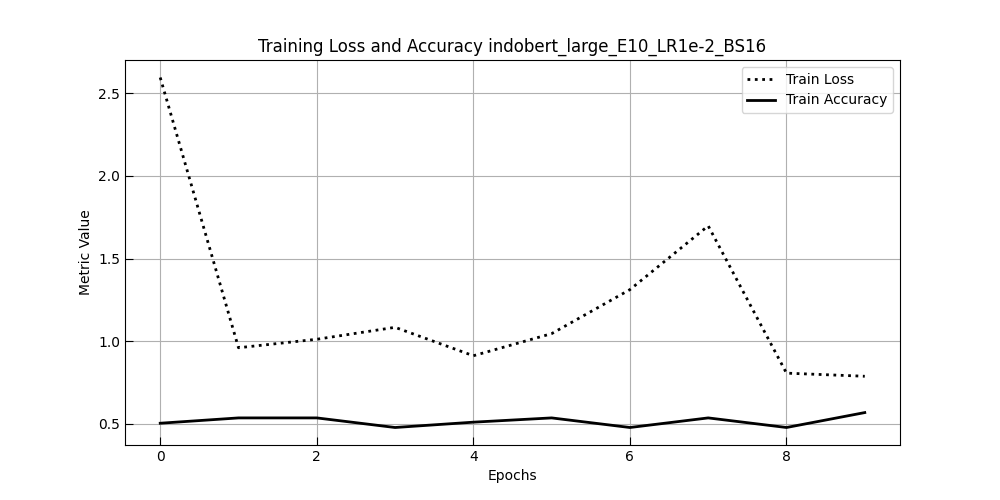 Training Loss and Accuracy indobert_large_E10_LR1e-2_BS16
Train Loss
Train Accuracy
2.5
2.0
1.5
1.0
0.5
Metric Value
0 2 4 6 8
Epochs